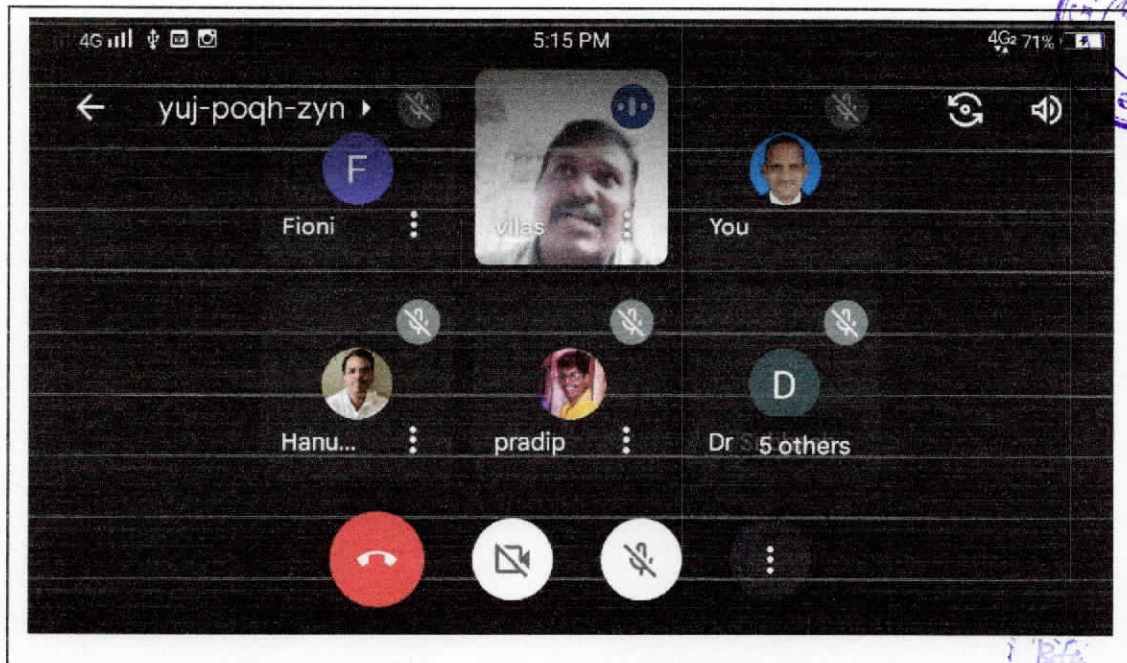 4G 5:15 PM 4G2 71%
yuj-poqh-zyn
F
Fioni Vilas You
D
Hanu... pradip Dr 5 others